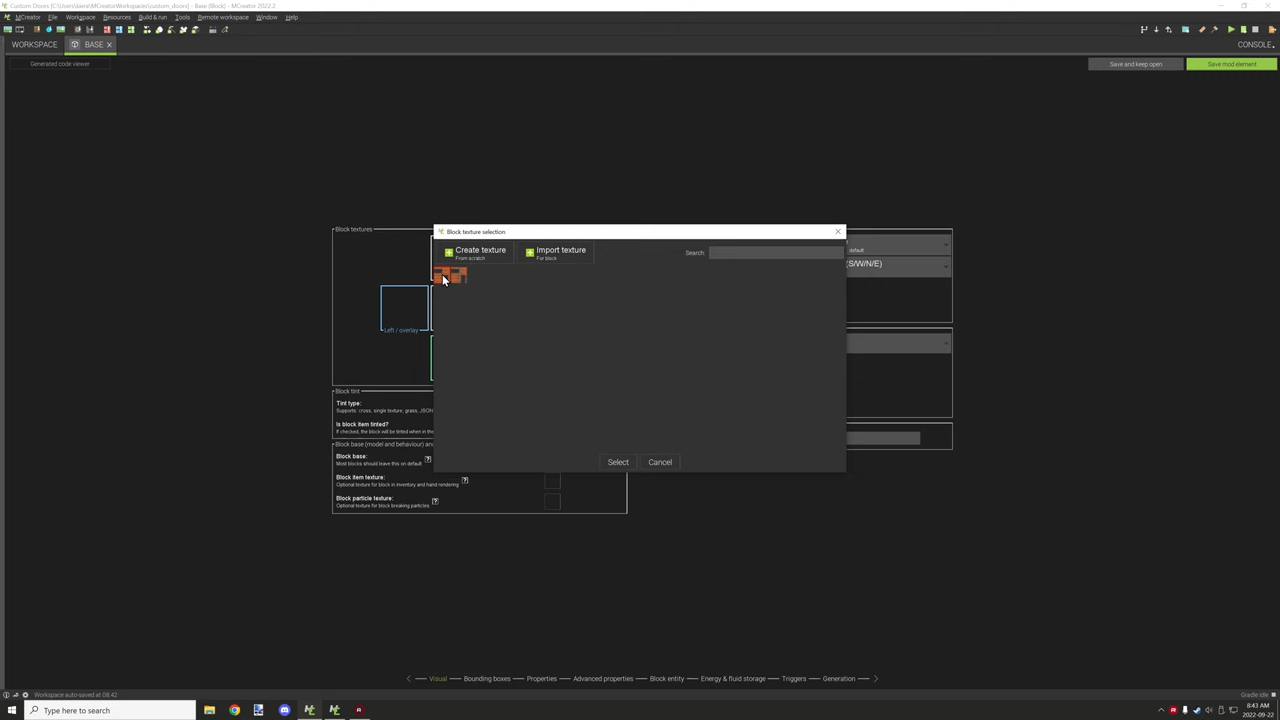 Custom Doors [C:\Users\kiera\MCreatorWorkspaces\custom_doors] - Base (Block) - MCreator 2022.2
MCreator File Workspace Resources Build & run Tools Remote workspace Window Help
WORKSPACE BASE CONSOLE
Generated code viewer Save and keep open Save mod element
Block textures
Block texture selection
Create texture
From scratch
Import texture
For block
Search:
default
(S/W/N/E)
Left / overlay
Block tint
Tint type:
Supports: cross, single texture, grass, JSON
Is block item tinted?
If checked, the block will be tinted when in the
Block base (model and behaviour) and
Block base:
Most blocks should leave this on default
Select Cancel
Block item texture:
Optional texture for block in inventory and hand rendering
Block particle texture:
Optional texture for block breaking particles
Visual Bounding boxes Properties Advanced properties Block entity Energy & fluid storage Triggers Generation
Workspace auto-saved at 08:42 Gradle idle
Type here to search
8:43 AM
2022-09-22